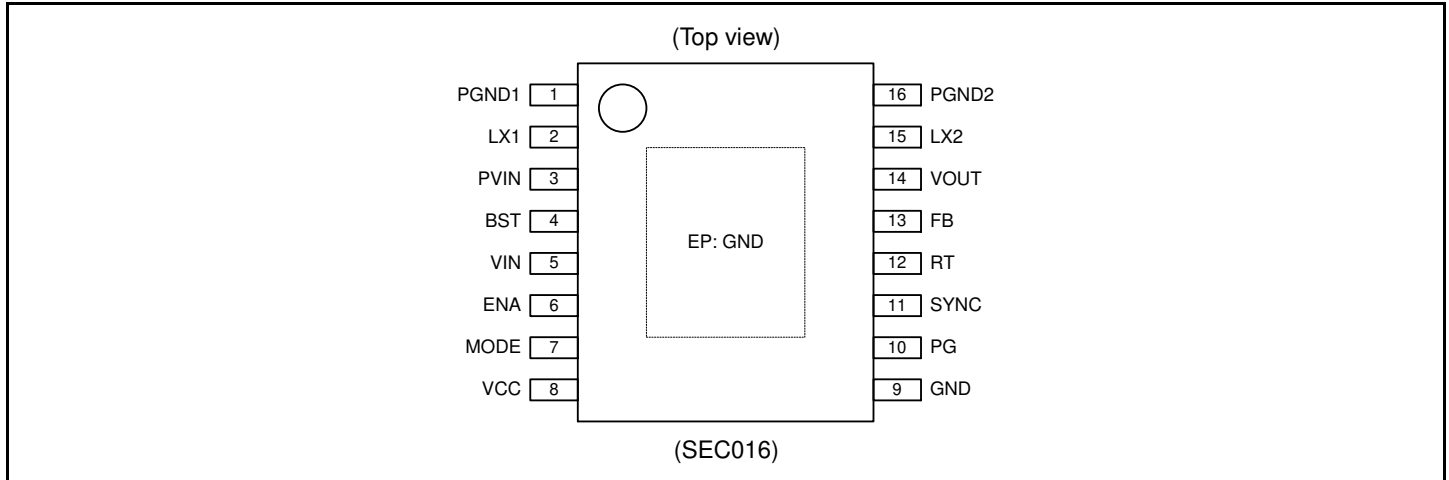 (Top view)
PGND1 1 16 PGND2
LX1 2 15 LX2
PVIN 3 14 VOUT
BST 4 13 FB
EP: GND
VIN 5 12 RT
ENA 6 11 SYNC
MODE 7 10 PG
VCC 8 9 GND
(SEC016)